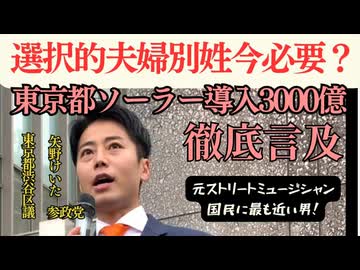 選択的夫婦別姓今必要？
東京都ソーラー導入3000億
徹底言及
矢野けいた 参政党
東京都渋谷区議
元ストリートミュージシャン
国民に最も近い男！